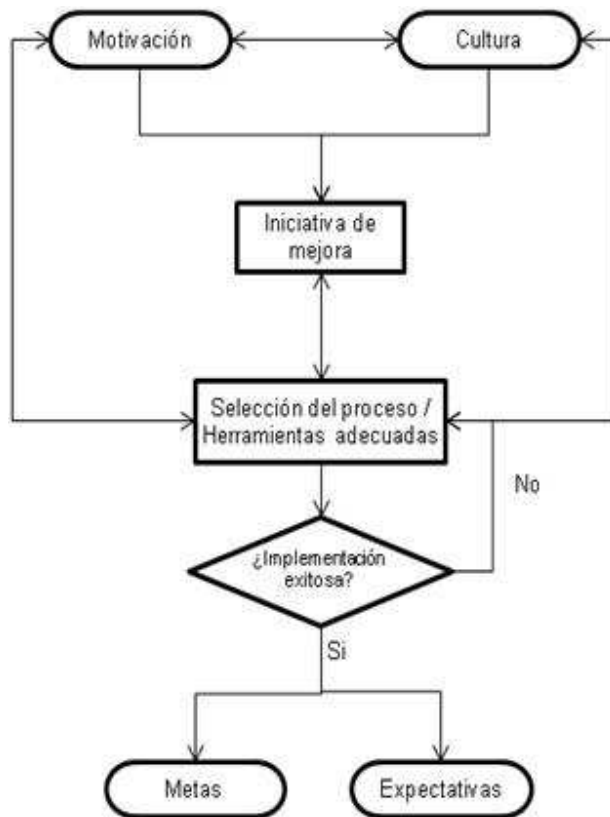 Motivación
Cultura
Iniciativa de
mejora
Selección del proceso /
Herramientas adecuadas
No
¿Implementación
exitosa?
Si
Metas
Expectativas